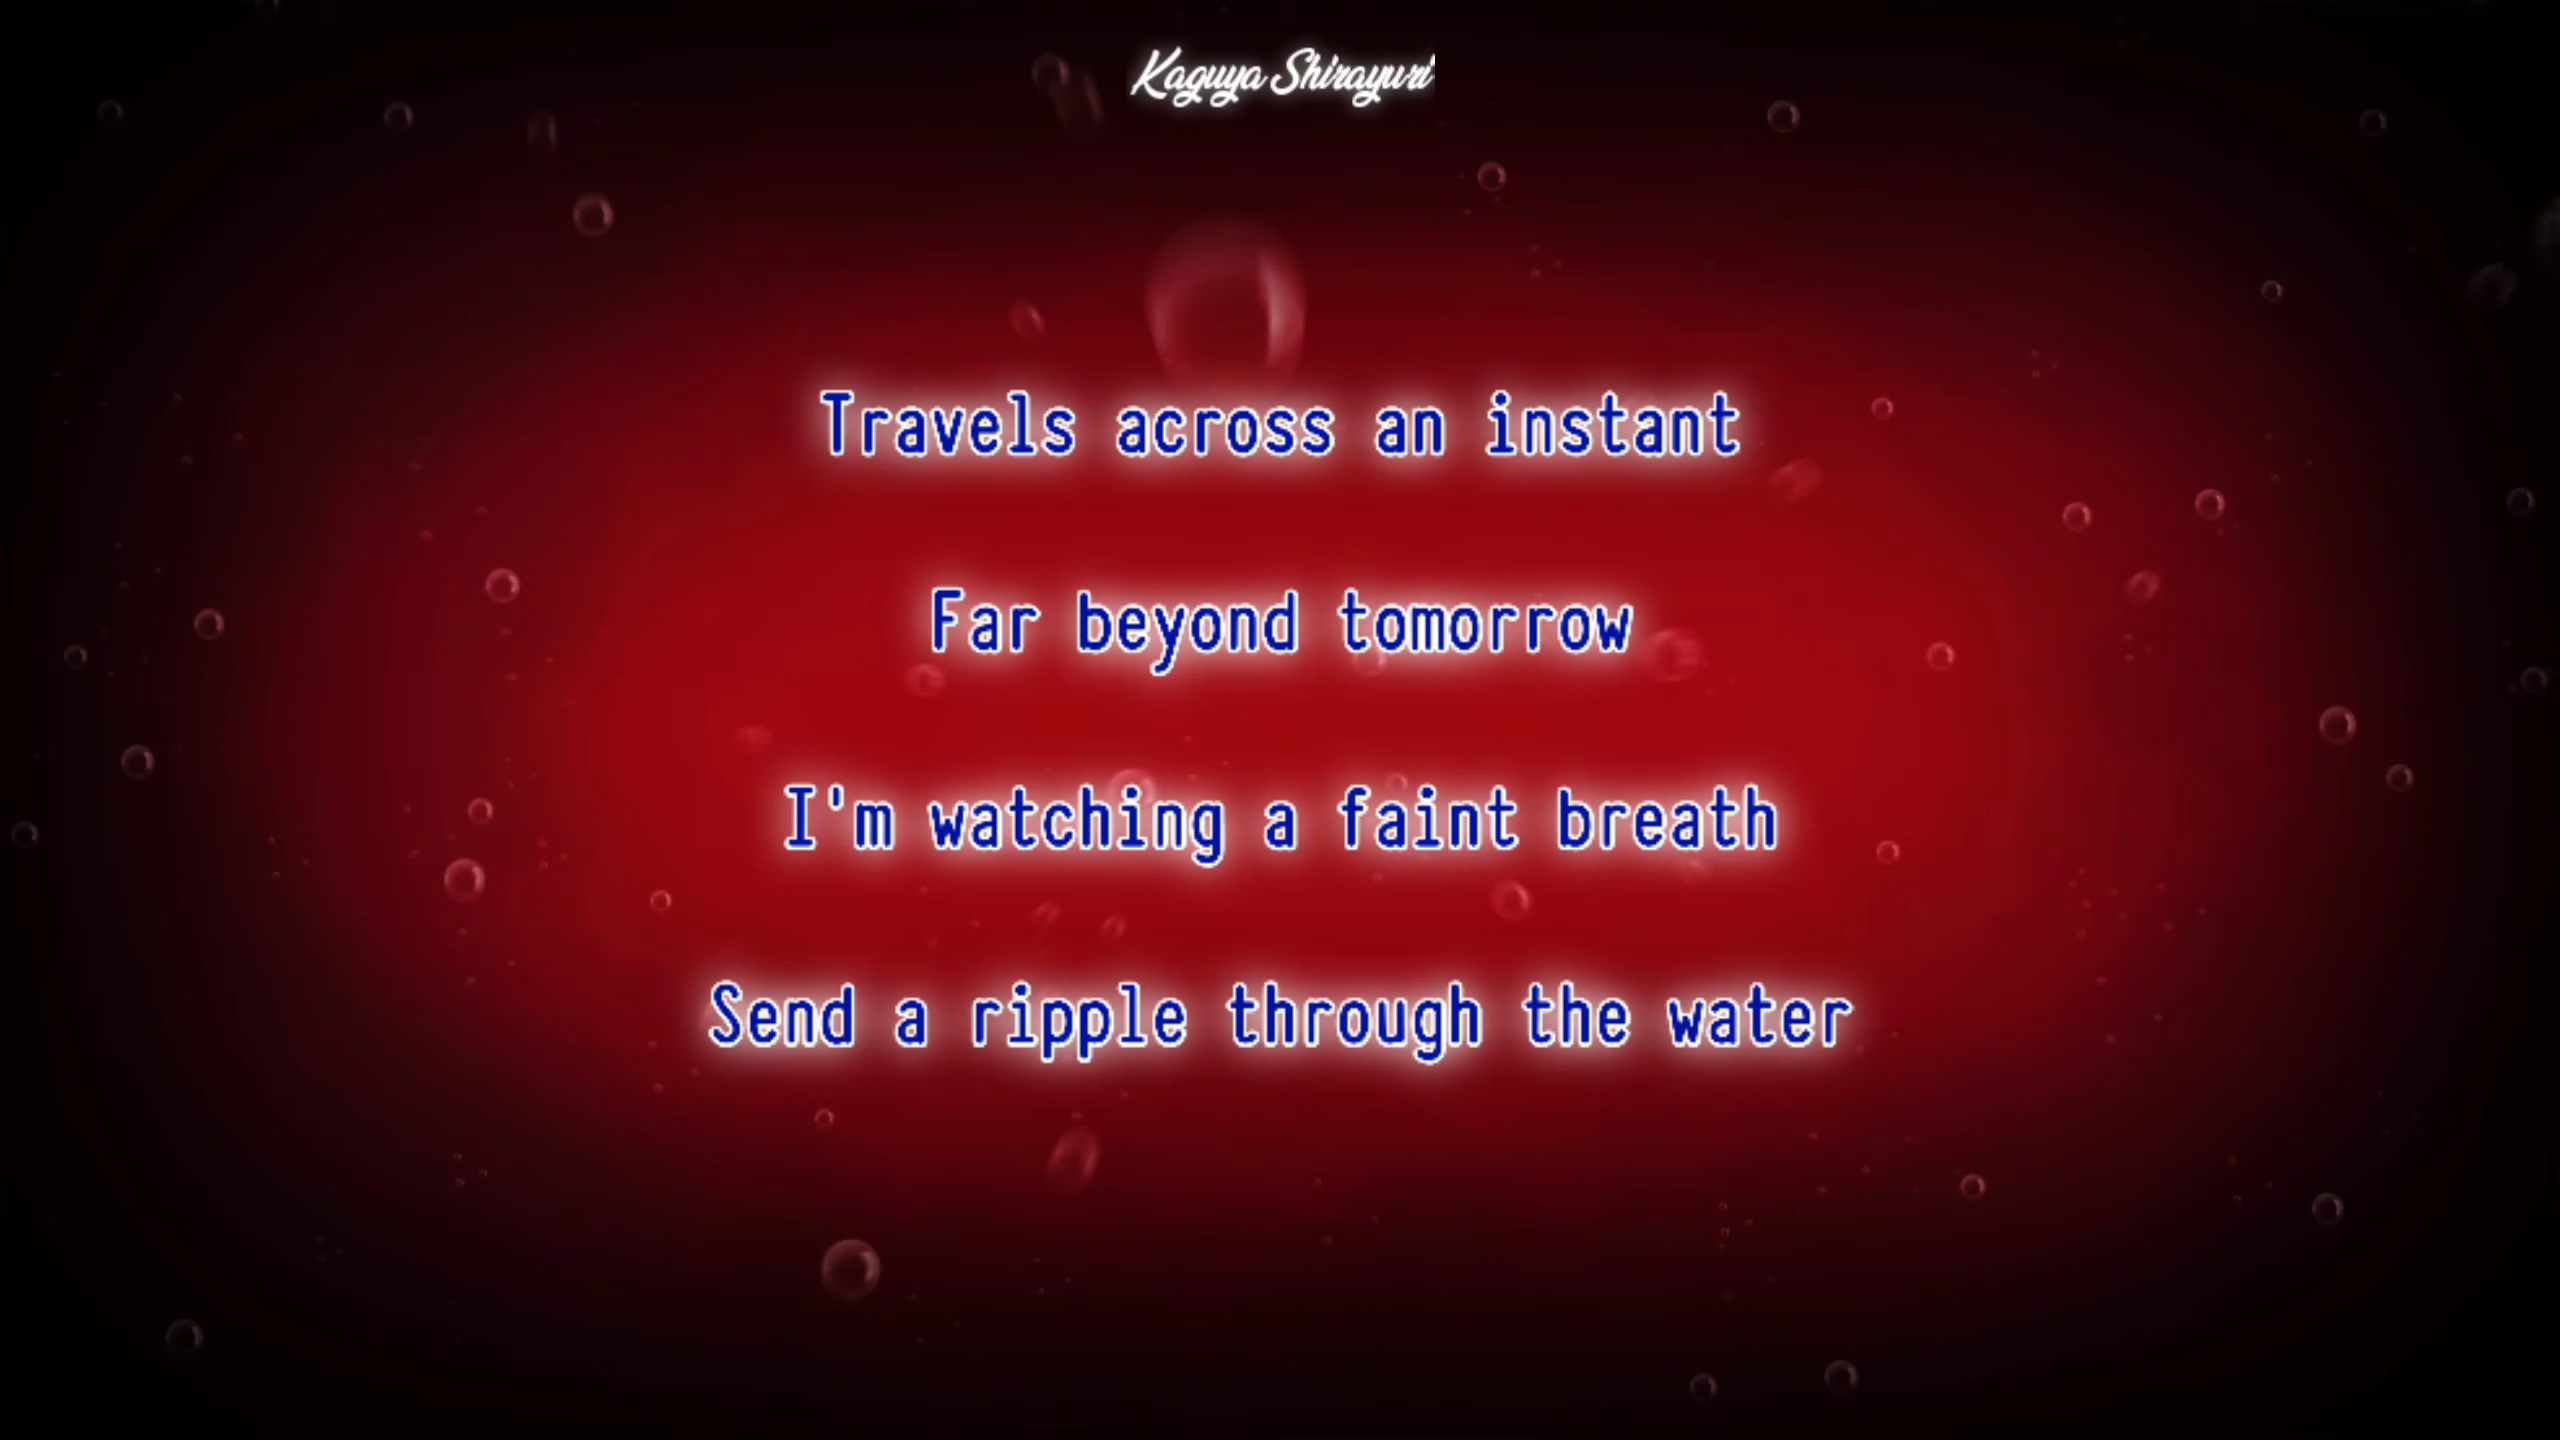 Kaguya Shirayuri
Travels across an instant
Far beyond tomorrow
I'm watching a faint breath
Send a ripple through the water